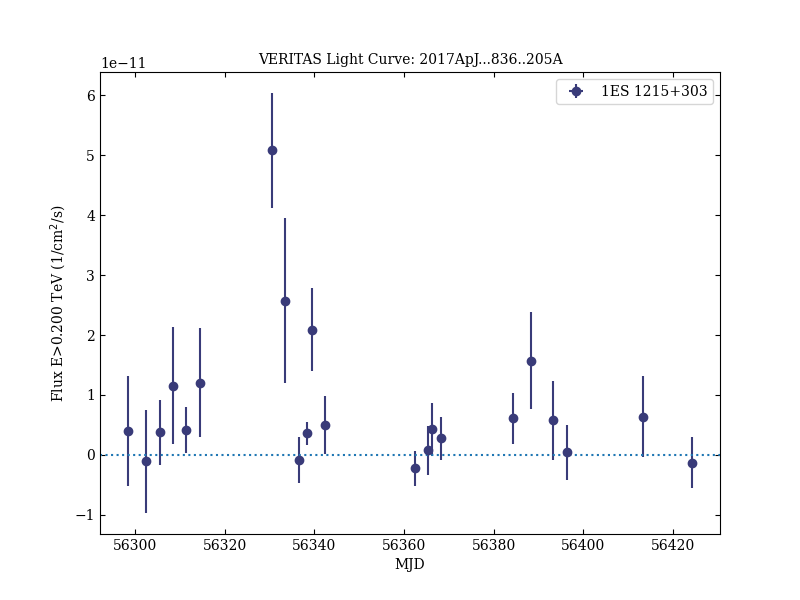 VERITAS Light Curve: 2017ApJ...836..205A
1e−11
1ES 1215+303
6
5
4
3
2
1
0
−1
Flux E>0.200 TeV (1/cm²/s)
56300 56320 56340 56360 56380 56400 56420
MJD